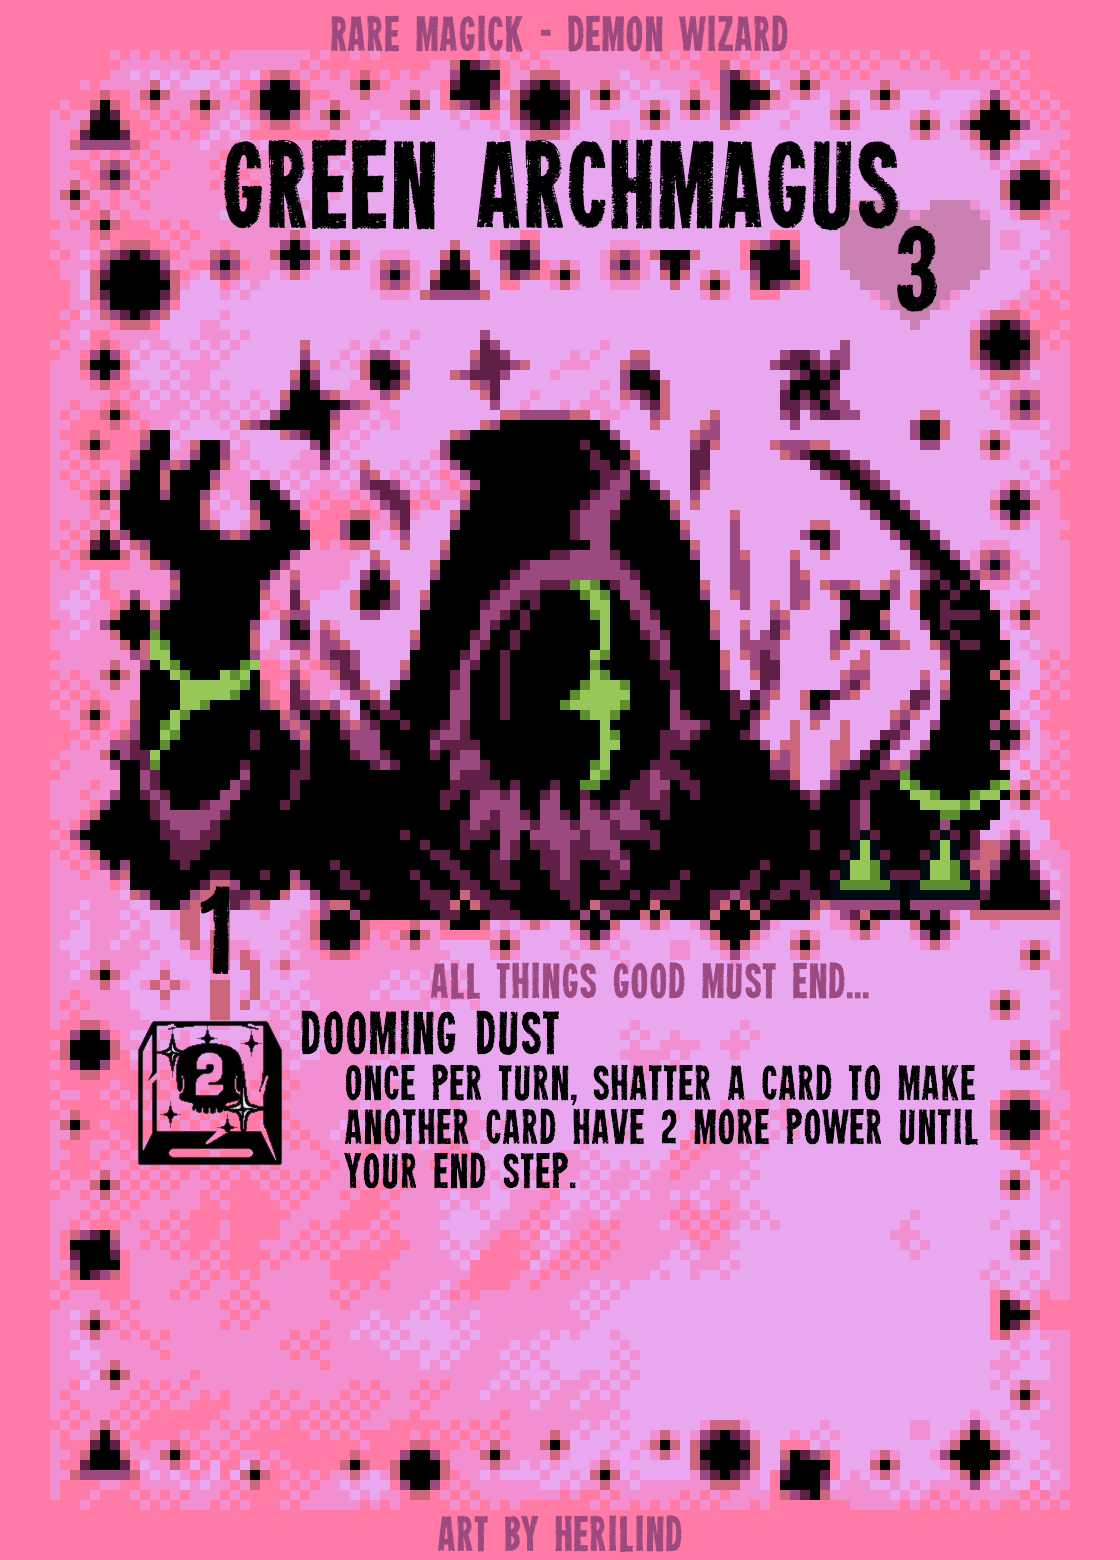 RARE MAGICK - DEMON WIZARD
GREEN ARCHMAGUS
3
1
ALL THINGS GOOD MUST END...
DOOMING DUST
2
ONCE PER TURN, SHATTER A CARD TO MAKE
ANOTHER CARD HAVE 2 MORE POWER UNTIL
YOUR END STEP.
ART BY HERILIND